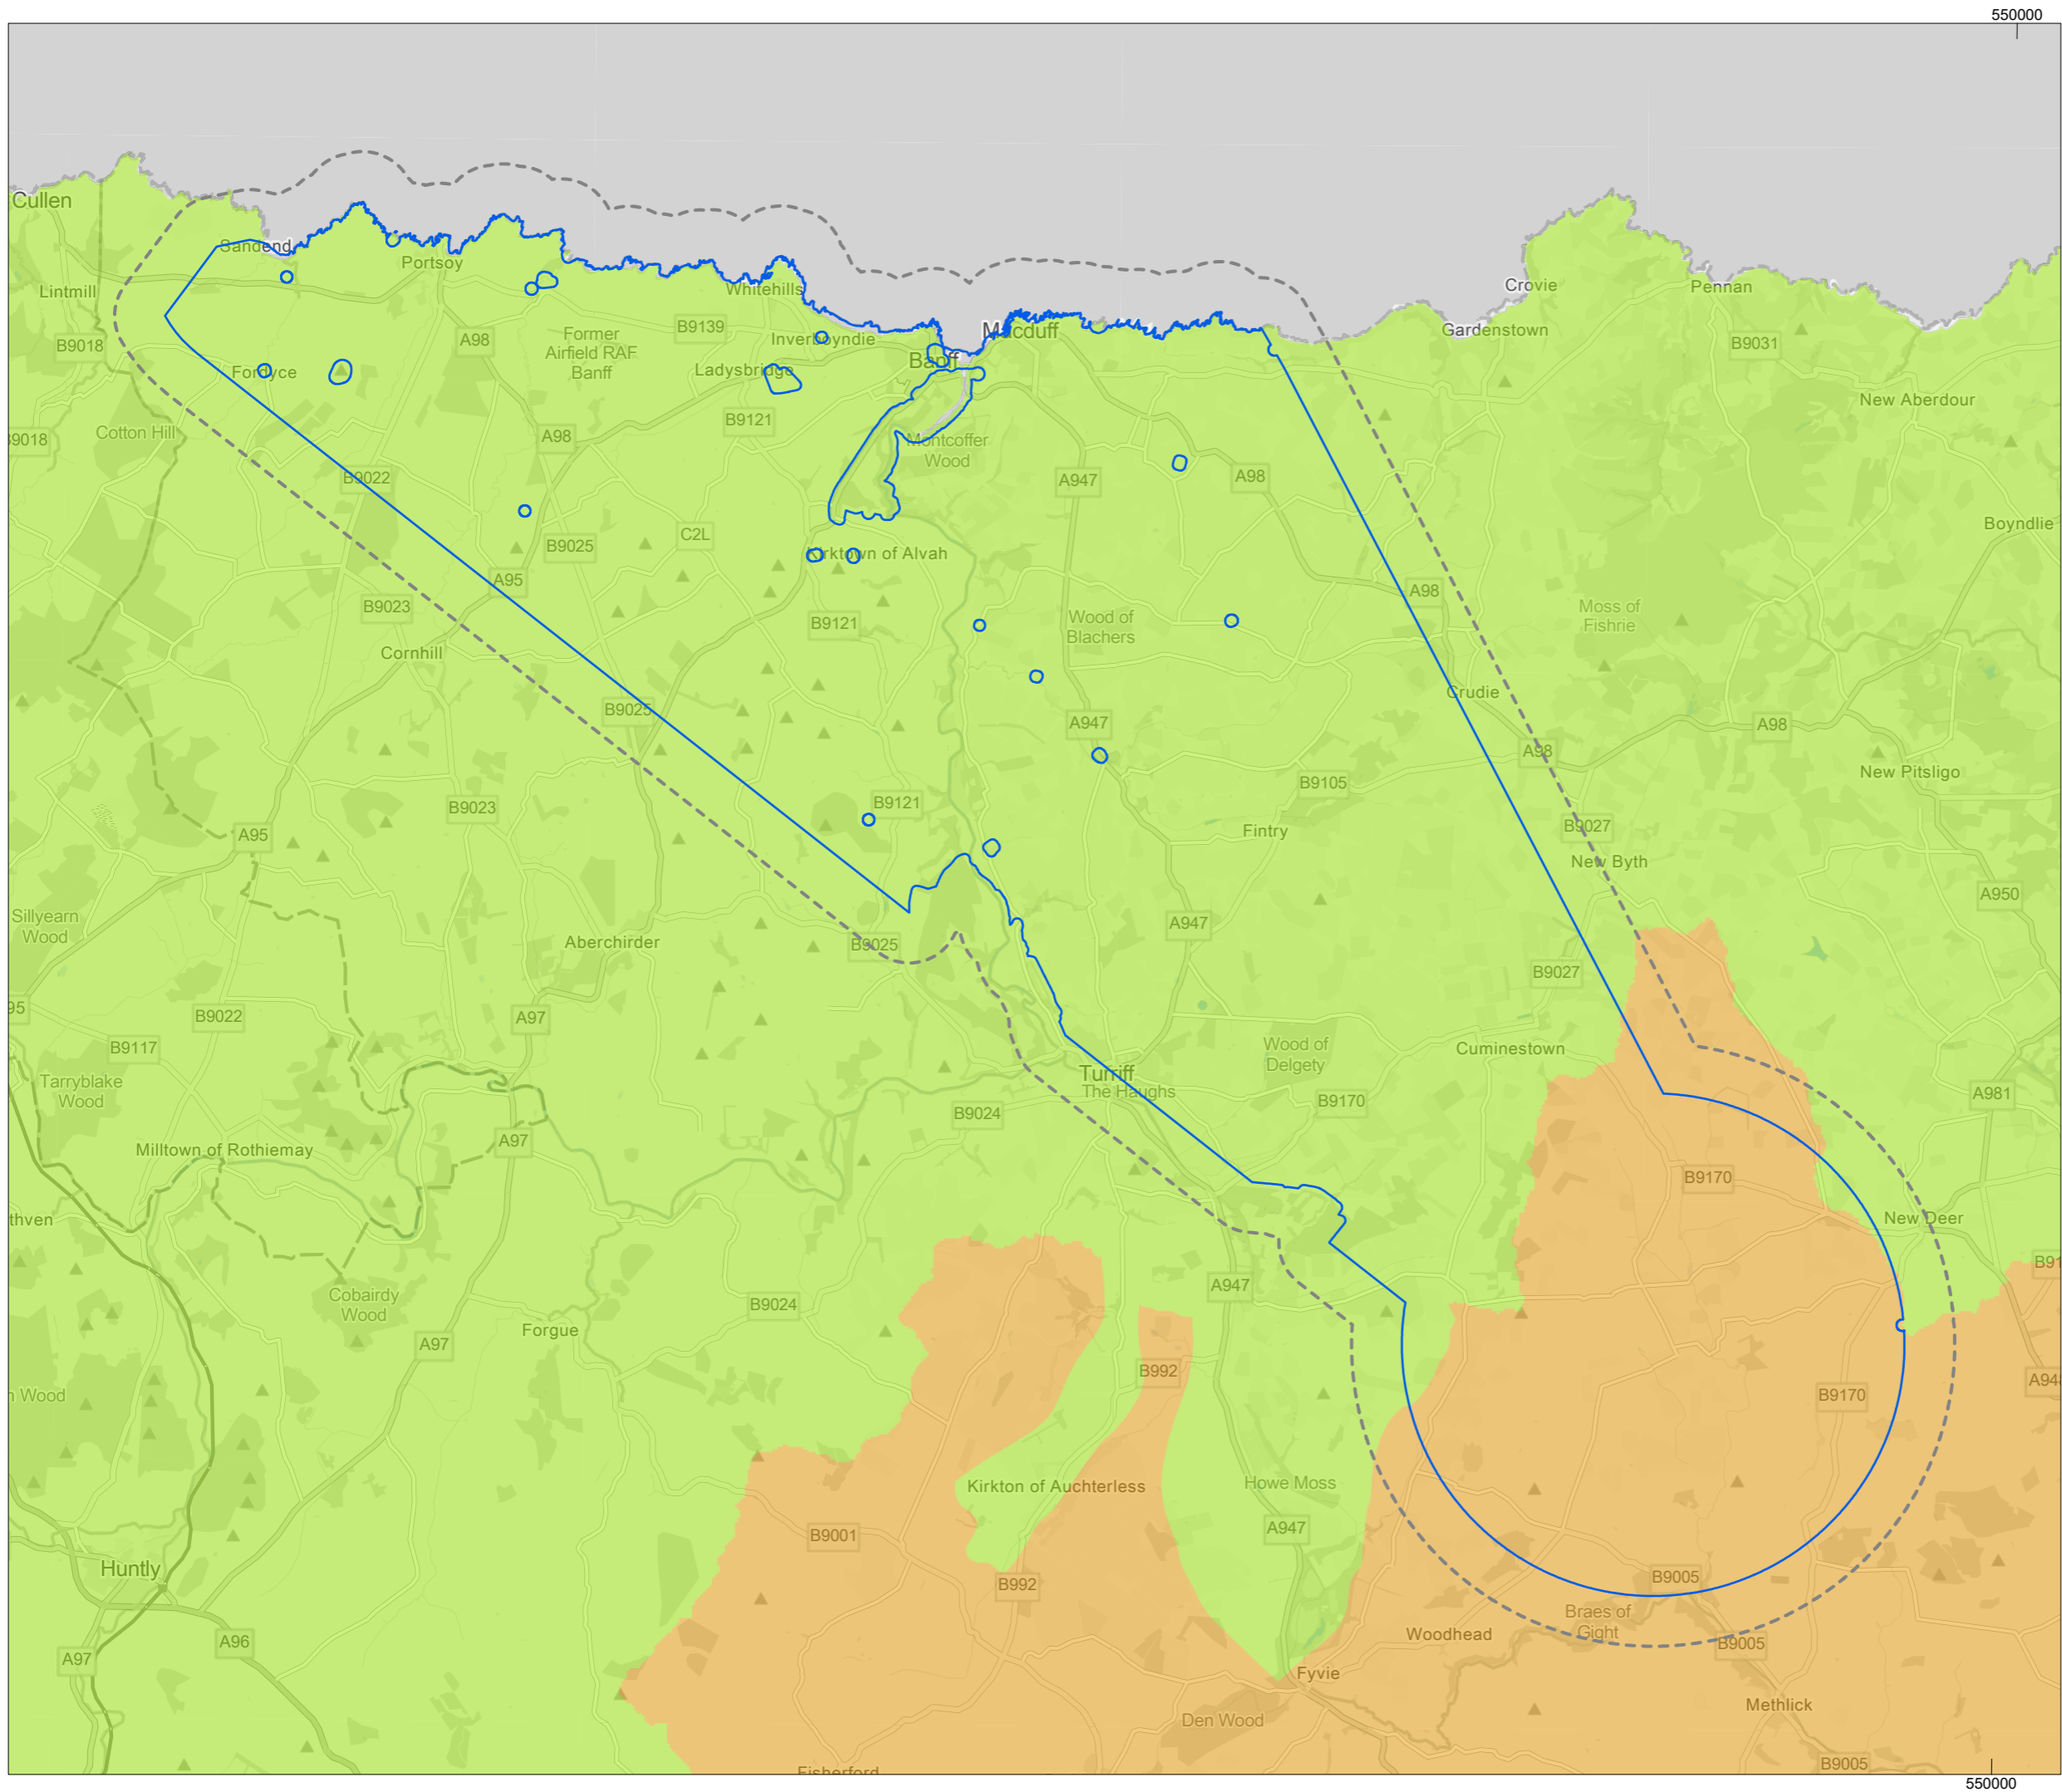 550000
Cullen
Sandend
Portsoy
Crovie
Pennan
Lintmill
Whitehills
Macduff
Gardenstown
B9018
A98
Former
Airfield RAF
Banff
B9139
Inverboyndie
Banff
B9031
Fordyce
Ladysbridge
New Aberdour
B9018
Cotton Hill
A98
B9121
Montcoffer
Wood
B9022
A947
A98
Boyndlie
B9025
C2L
Kirktown of Alvah
A95
B9023
B9121
Wood of
Blachers
A98
Moss of
Fishrie
Cornhill
Crudie
B9025
A947
A98
A98
New Pitsligo
B9023
B9121
B9105
A95
Fintry
B9027
New Byth
A950
Sillyearn
Wood
Aberchirder
B9025
A947
B9027
95
B9022
A97
B9117
Wood of
Delgety
Cuminestown
Tarryblake
Wood
Turriff
The Haughs
B9024
B9170
A981
Milltown of Rothiemay
A97
B9170
thven
New Deer
B91
Cobairdy
Wood
B9024
A947
Forgue
A97
B992
A948
n Wood
B9170
Kirkton of Auchterless
Howe Moss
B9001
A947
Huntly
B992
B9005
Braes of
Gight
A96
Woodhead
B9005
A97
Fyvie
Methlick
Den Wood
Fisherford
B9005
550000